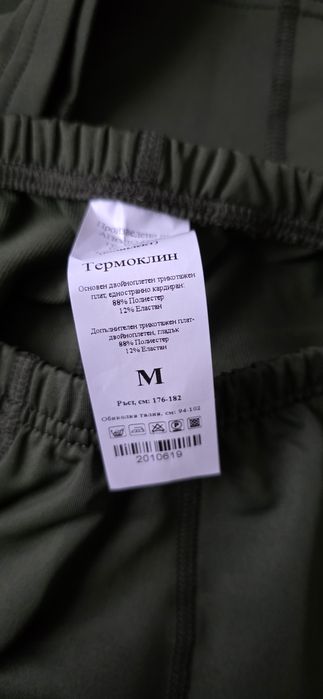 Произведено
Термоклин
Основен двойноплетен трикотажен
плат, едностранно кардиран:
88% Полиестер
12% Еластан
Допълнителен трикотажен плат-
двойноплетен, гладък
88% Полиестер
12% Еластан
M
Ръст, см: 176-182
Обиколка талия, см: 94-102
2010619